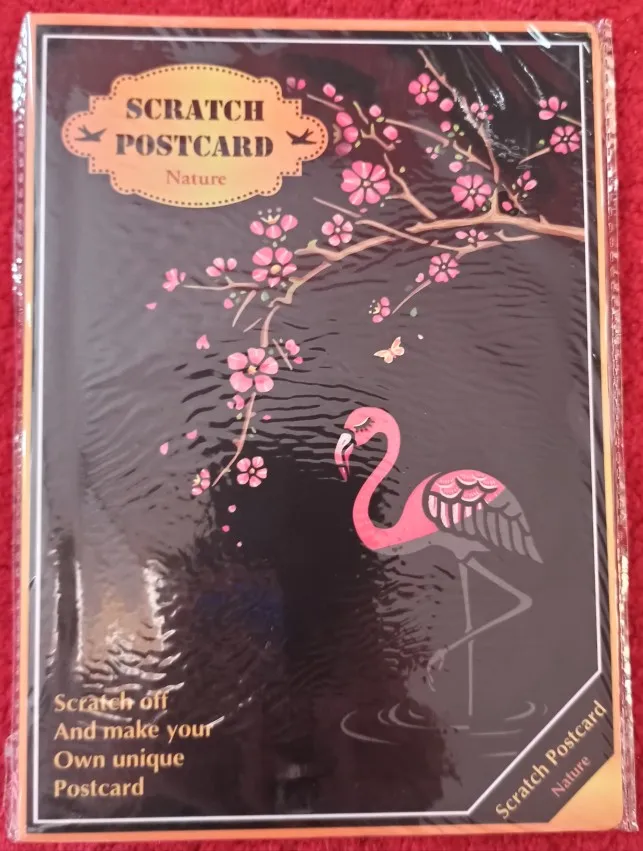 SCRATCH
POSTCARD
Nature
Scratch off
And make your
Own unique
Postcard
Scratch Postcard
Nature